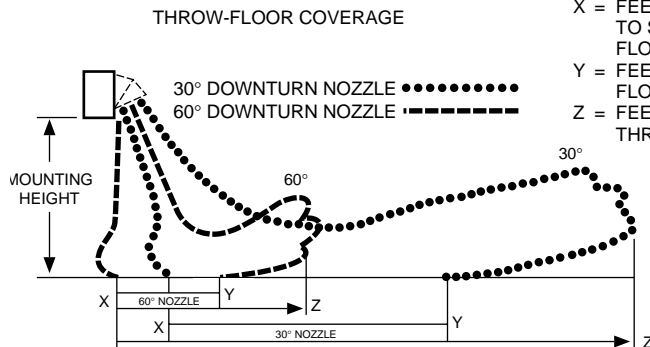 THROW-FLOOR COVERAGE
X = FEE
TO S
FLO
Y = FEE
FLO
Z = FEE
THR
30° DOWNTURN NOZZLE
60° DOWNTURN NOZZLE
MOUNTING
HEIGHT
60°
30°
X
60° NOZZLE
Y
Z
X
30° NOZZLE
Y
Z